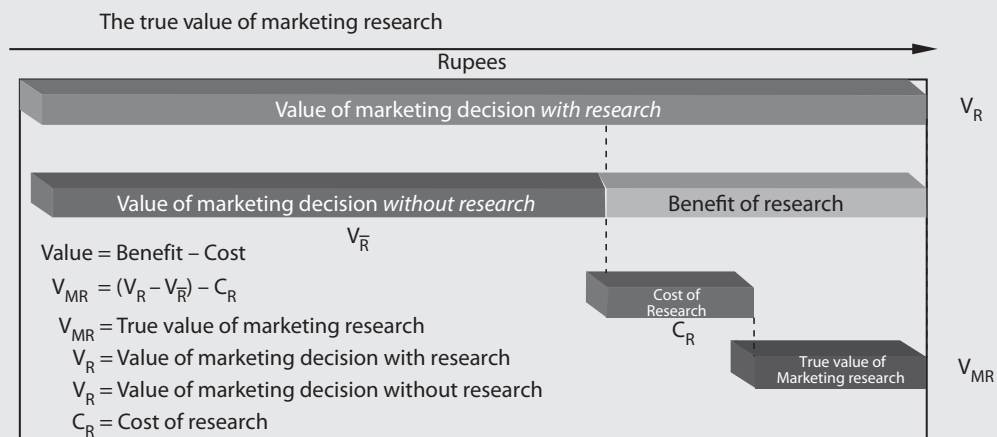 The true value of marketing research
Rupees
Value of marketing decision with research
V_R
Value of marketing decision without research
Benefit of research
V_R̅
Value = Benefit – Cost
V_MR = (V_R – V_R̅) – C_R
Cost of
Research
C_R
V_MR = True value of marketing research
V_R = Value of marketing decision with research
V_R = Value of marketing decision without research
C_R = Cost of research
True value of
Marketing research
V_MR